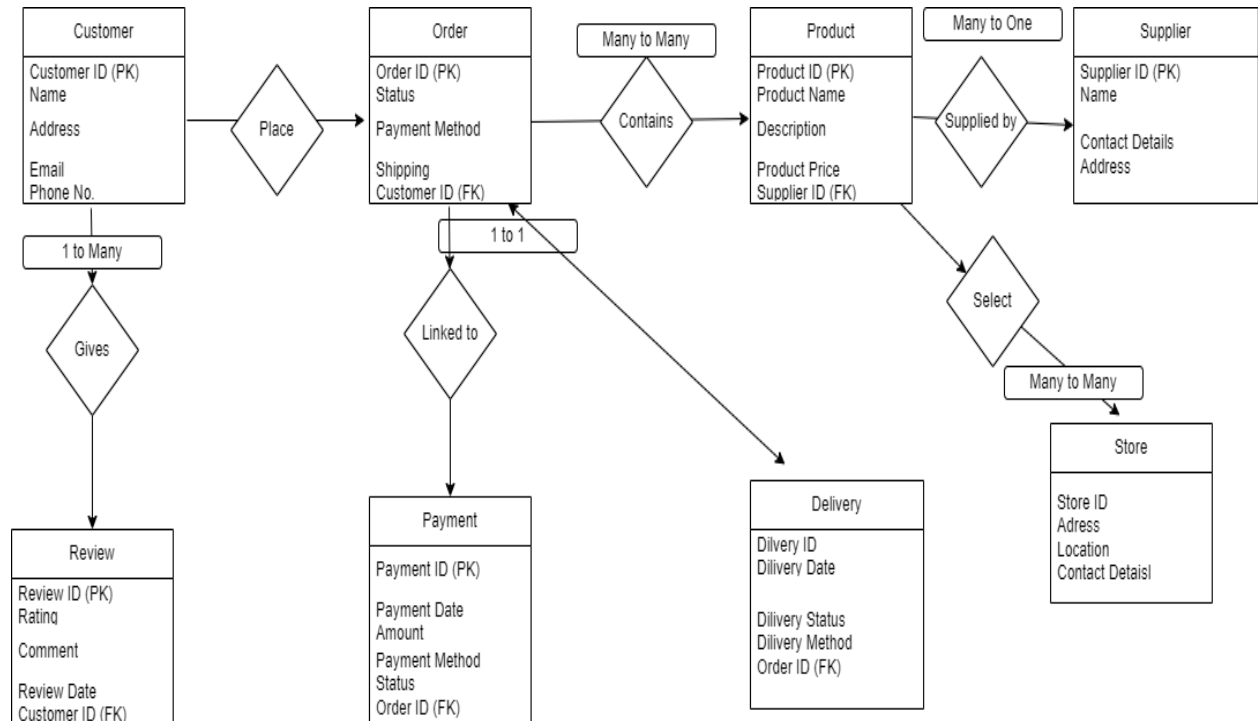 Customer
Customer ID (PK)
Name
Address
Email
Phone No.
Place
Order
Order ID (PK)
Status
Payment Method
Shipping
Customer ID (FK)
Many to Many
Contains
Product
Product ID (PK)
Product Name
Description
Product Price
Supplier ID (FK)
Many to One
Supplied by
Supplier
Supplier ID (PK)
Name
Contact Details
Address
1 to Many
Gives
1 to 1
Linked to
Select
Many to Many
Review
Review ID (PK)
Rating
Comment
Review Date
Customer ID (FK)
Payment
Payment ID (PK)
Payment Date
Amount
Payment Method
Status
Order ID (FK)
Delivery
Dilvery ID
Dilivery Date
Dilivery Status
Dilivery Method
Order ID (FK)
Store
Store ID
Adress
Location
Contact Detaisl